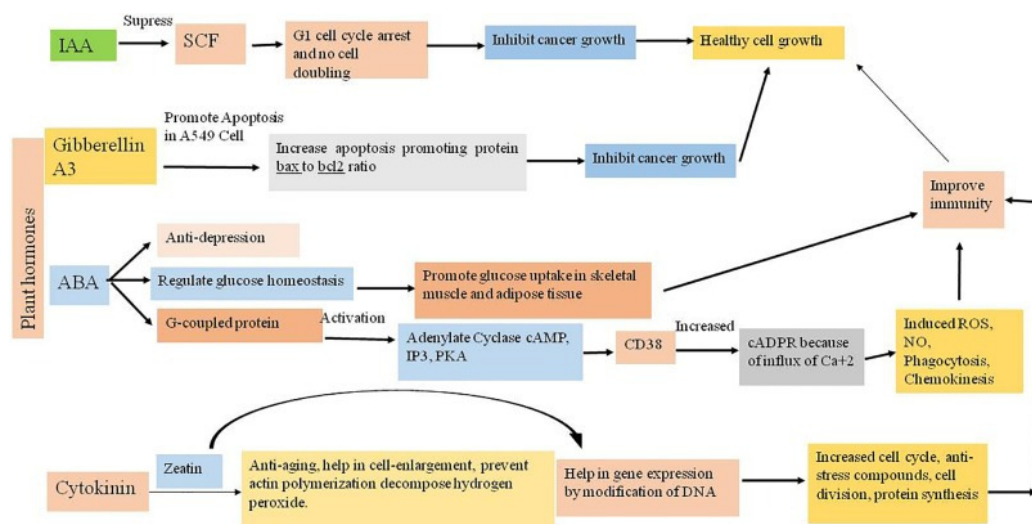 Supress
IAA
SCF
G1 cell cycle arrest
and no cell
doubling
Inhibit cancer growth
Healthy cell growth
Plant hormones
Gibberellin
A3
Promote Apoptosis
in A549 Cell
Increase apoptosis promoting protein
bax to bcl2 ratio
Inhibit cancer growth
Improve
immunity
ABA
Anti-depression
Regulate glucose homeostasis
Promote glucose uptake in skeletal
muscle and adipose tissue
G-coupled protein
Activation
Adenylate Cyclase cAMP,
IP3, PKA
CD38
Increased
cADPR because
of influx of Ca+2
Induced ROS,
NO,
Phagocytosis,
Chemokinesis
Cytokinin
Zeatin
Anti-aging, help in cell-enlargement, prevent
actin polymerization decompose hydrogen
peroxide.
Help in gene expression
by modification of DNA
Increased cell cycle, anti-
stress compounds, cell
division, protein synthesis